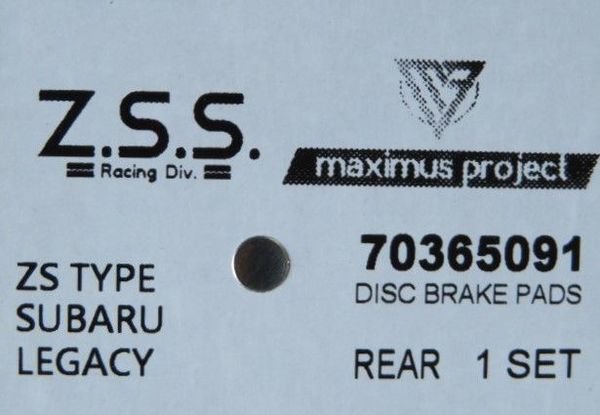 Z.S.S.
Racing Div.
maximus project
70365091
DISC BRAKE PADS
ZS TYPE
SUBARU
LEGACY
REAR 1 SET